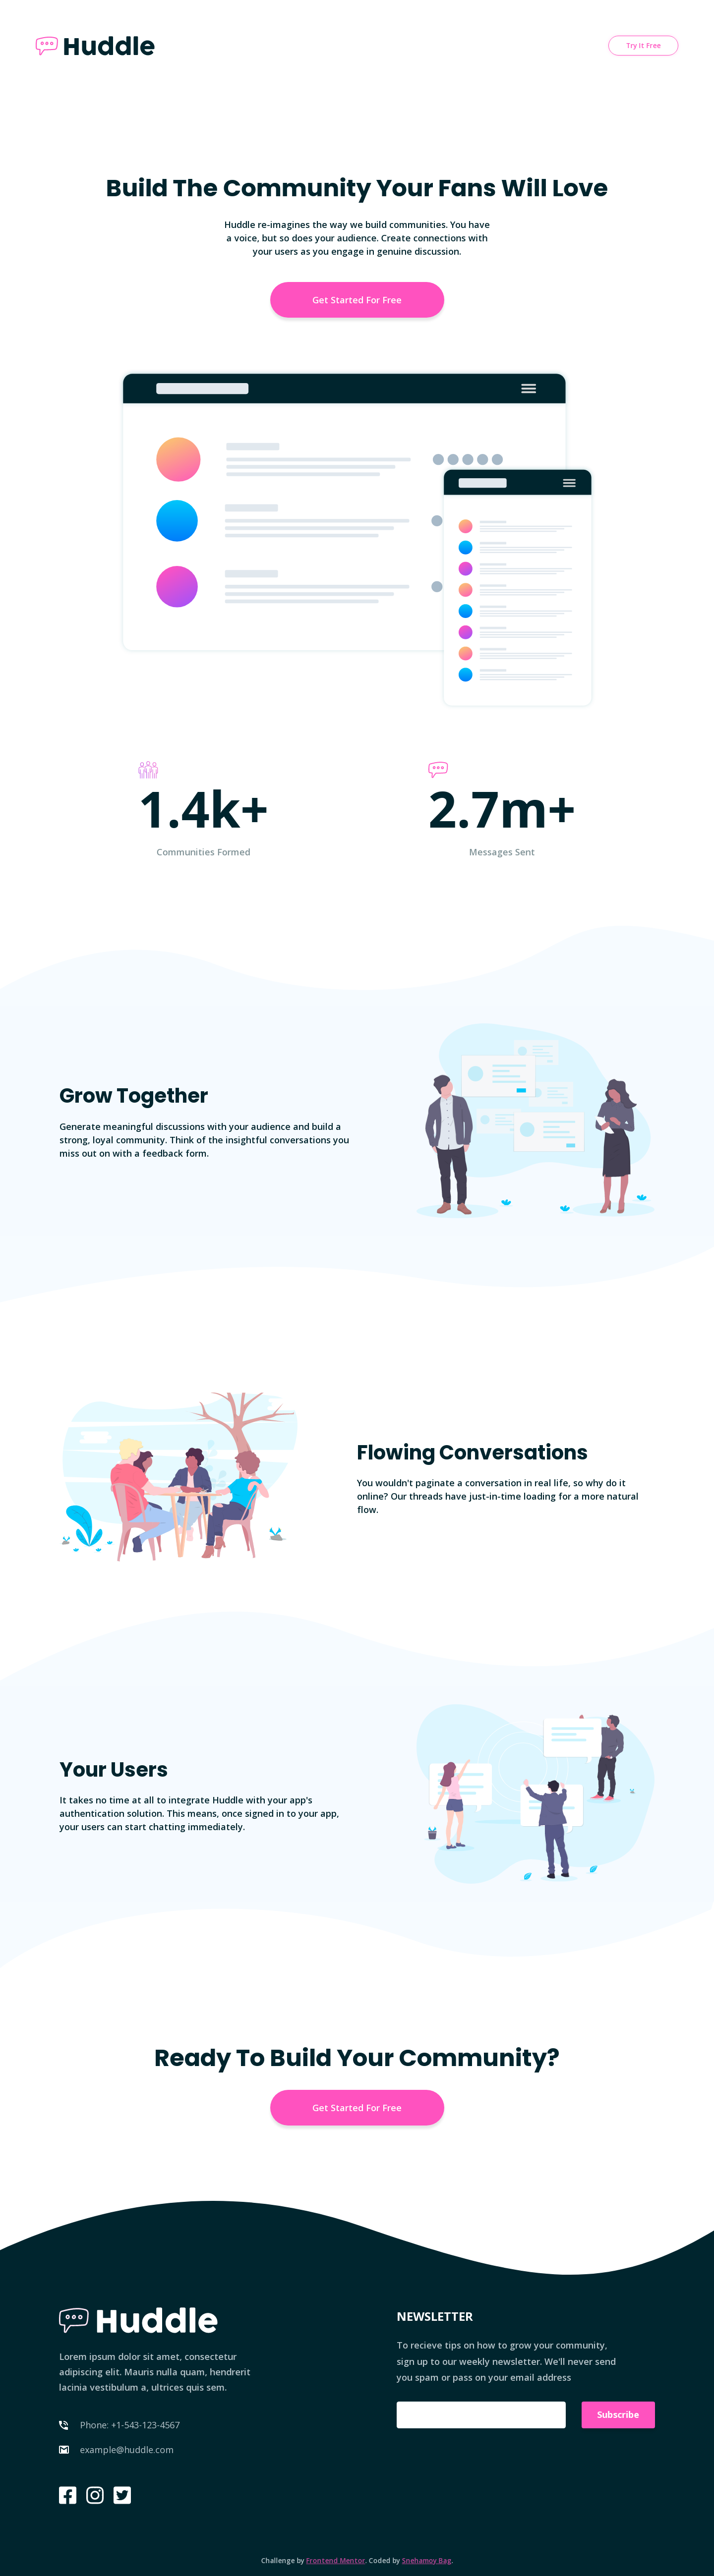 Huddle
Try It Free
Build The Community Your Fans Will Love
Huddle re-imagines the way we build communities. You have
a voice, but so does your audience. Create connections with
your users as you engage in genuine discussion.
Get Started For Free
1.4k+
Communities Formed
2.7m+
Messages Sent
Grow Together
Generate meaningful discussions with your audience and build a
strong, loyal community. Think of the insightful conversations you
miss out on with a feedback form.
Flowing Conversations
You wouldn't paginate a conversation in real life, so why do it
online? Our threads have just-in-time loading for a more natural
flow.
Your Users
It takes no time at all to integrate Huddle with your app's
authentication solution. This means, once signed in to your app,
your users can start chatting immediately.
Ready To Build Your Community?
Get Started For Free
Huddle
Lorem ipsum dolor sit amet, consectetur
adipiscing elit. Mauris nulla quam, hendrerit
lacinia vestibulum a, ultrices quis sem.
Phone: +1-543-123-4567
example@huddle.com
NEWSLETTER
To recieve tips on how to grow your community,
sign up to our weekly newsletter. We'll never send
you spam or pass on your email address
Subscribe
Challenge by Frontend Mentor. Coded by Snehamoy Bag.